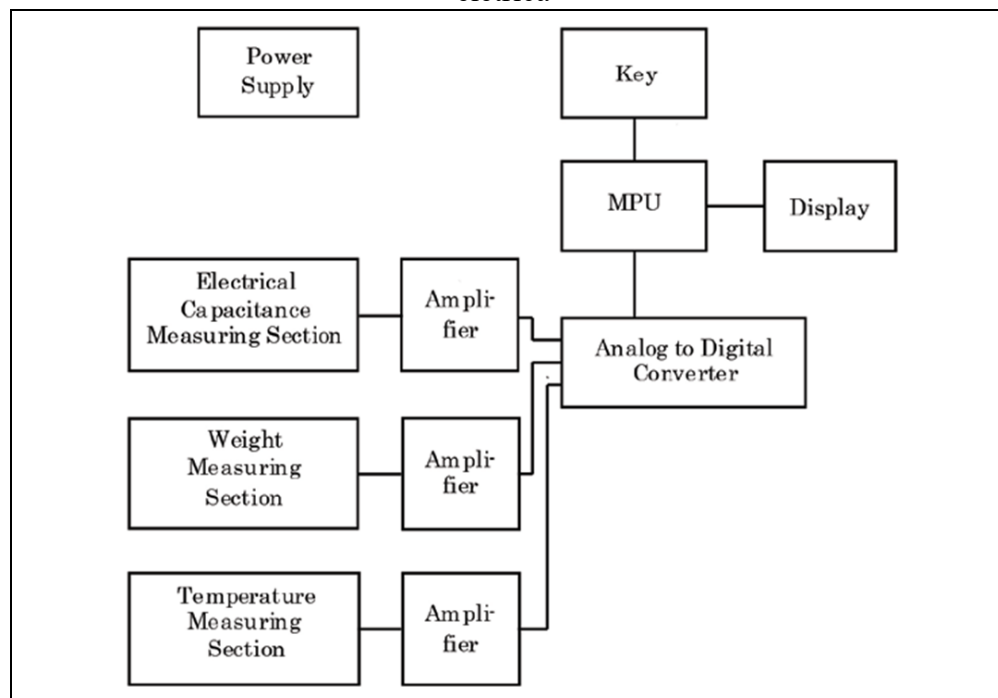 Power
Supply
Key
MPU
Display
Electrical
Capacitance
Measuring Section
Ampli-
fier
Analog to Digital
Converter
Weight
Measuring
Section
Ampli-
fier
Temperature
Measuring
Section
Ampli-
fier